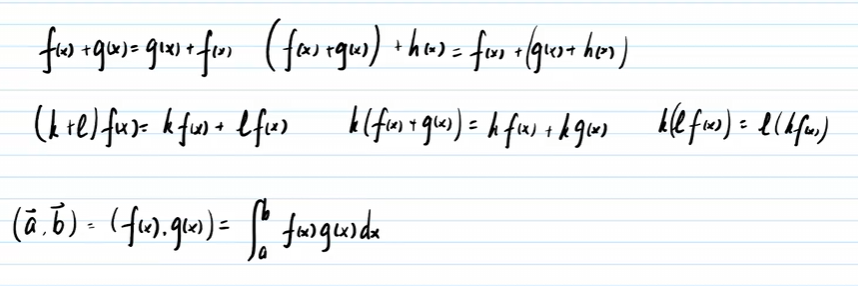 f(x) + g(x) = g(x) + f(x) (f(x) + g(x)) + h(x) = f(x) + (g(x) + h(x))
(k + l) f(x) = k f(x) + l f(x) k(f(x) + g(x)) = k f(x) + k g(x) k(l f(x)) = l(k f(x))
(a⃗, b⃗) = (f(x), g(x)) = ∫_a^b f(x) g(x) dx